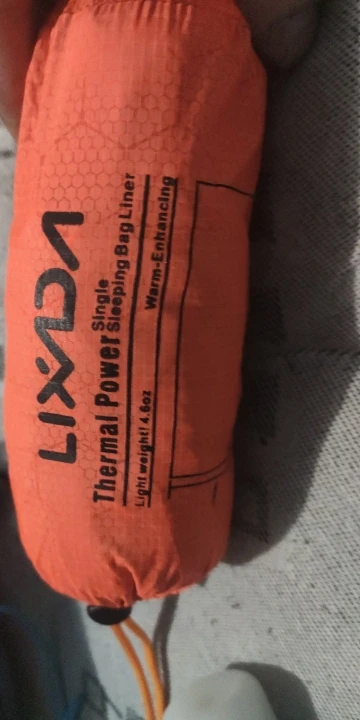 LIXADA
Thermal Power Single
Sleeping Bag Liner
Light weight! 4.6oz Warm-Enhancing